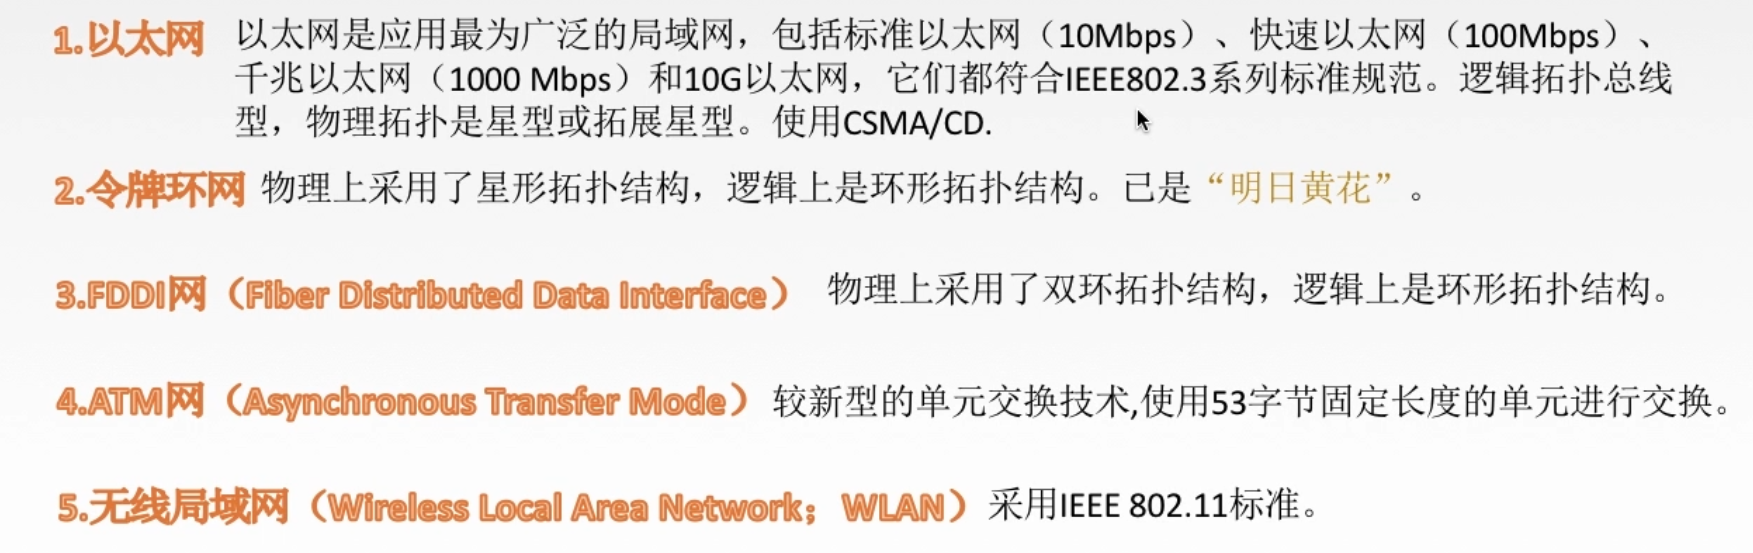 1.以太网 以太网是应用最为广泛的局域网，包括标准以太网（10Mbps）、快速以太网（100Mbps）、
千兆以太网（1000 Mbps）和10G以太网，它们都符合IEEE802.3系列标准规范。逻辑拓扑总线
型，物理拓扑是星型或拓展星型。使用CSMA/CD.
2.令牌环网 物理上采用了星形拓扑结构，逻辑上是环形拓扑结构。已是“明日黄花”。
3.FDDI网（Fiber Distributed Data Interface） 物理上采用了双环拓扑结构，逻辑上是环形拓扑结构。
4.ATM网（Asynchronous Transfer Mode）较新型的单元交换技术,使用53字节固定长度的单元进行交换。
5.无线局域网（Wireless Local Area Network；WLAN）采用IEEE 802.11标准。